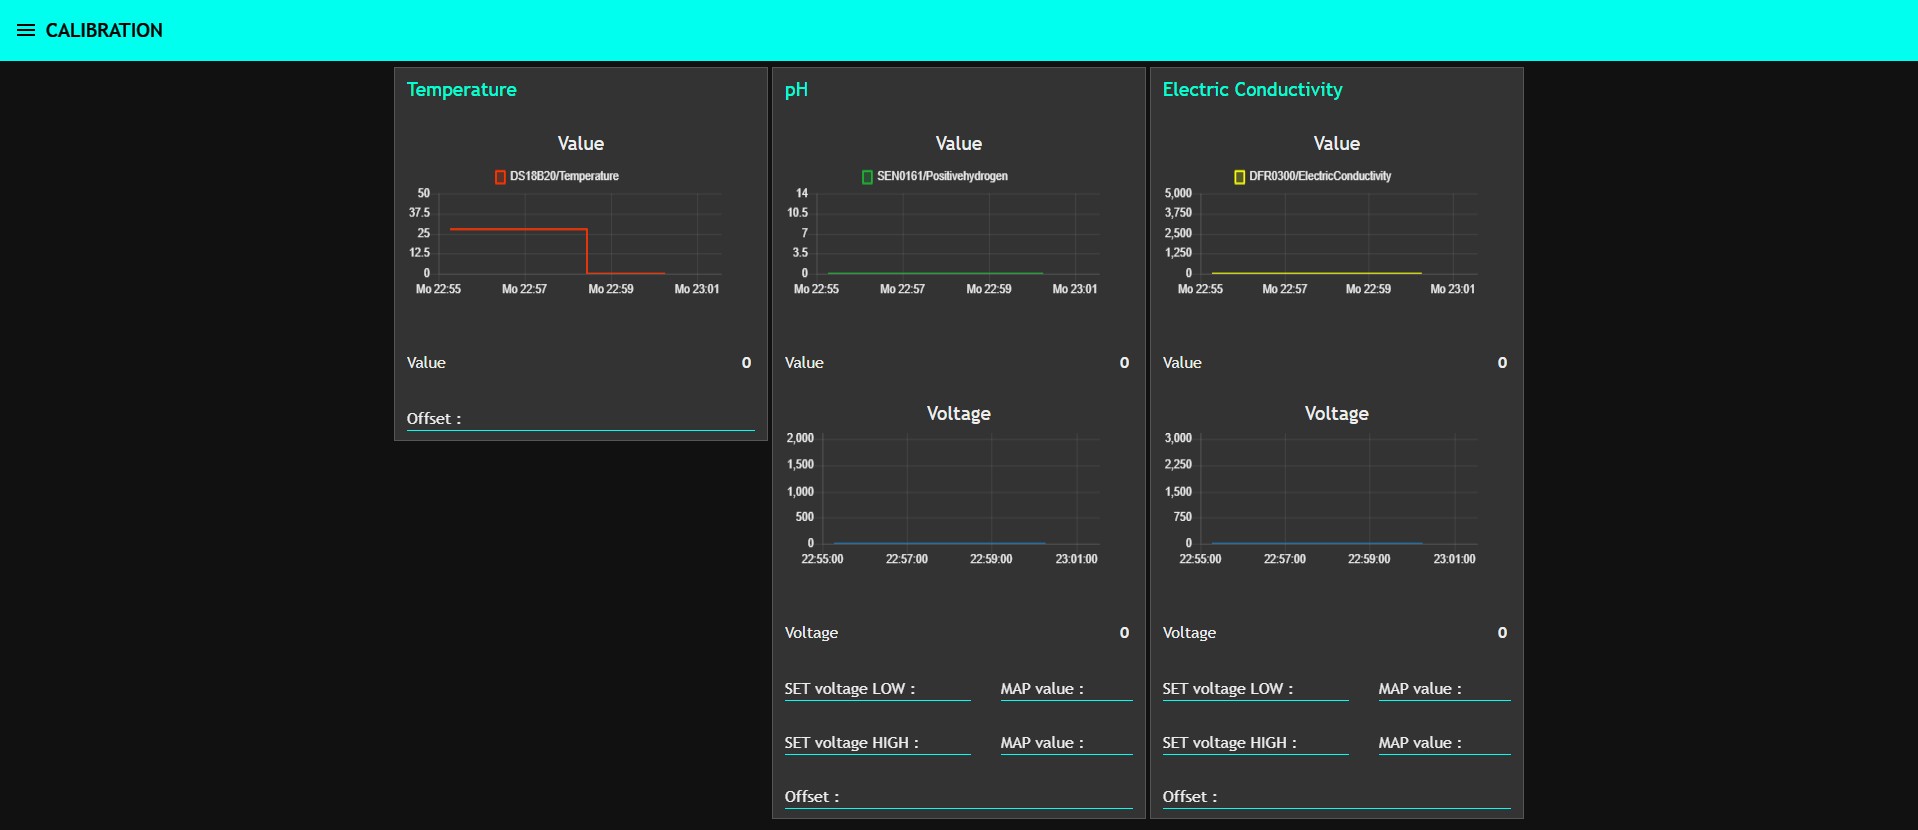 CALIBRATION
Temperature
Value
DS18B20/Temperature
50
37.5
25
12.5
0
Mo 22:55 Mo 22:57 Mo 22:59 Mo 23:01
Value 0
Offset :
pH
Value
SEN0161/Positivehydrogen
14
10.5
7
3.5
0
Mo 22:55 Mo 22:57 Mo 22:59 Mo 23:01
Value 0
Voltage
2,000
1,500
1,000
500
0
22:55:00 22:57:00 22:59:00 23:01:00
Voltage 0
SET voltage LOW : MAP value :
SET voltage HIGH : MAP value :
Offset :
Electric Conductivity
Value
DFR0300/ElectricConductivity
5,000
3,750
2,500
1,250
0
Mo 22:55 Mo 22:57 Mo 22:59 Mo 23:01
Value 0
Voltage
3,000
2,250
1,500
750
0
22:55:00 22:57:00 22:59:00 23:01:00
Voltage 0
SET voltage LOW : MAP value :
SET voltage HIGH : MAP value :
Offset :